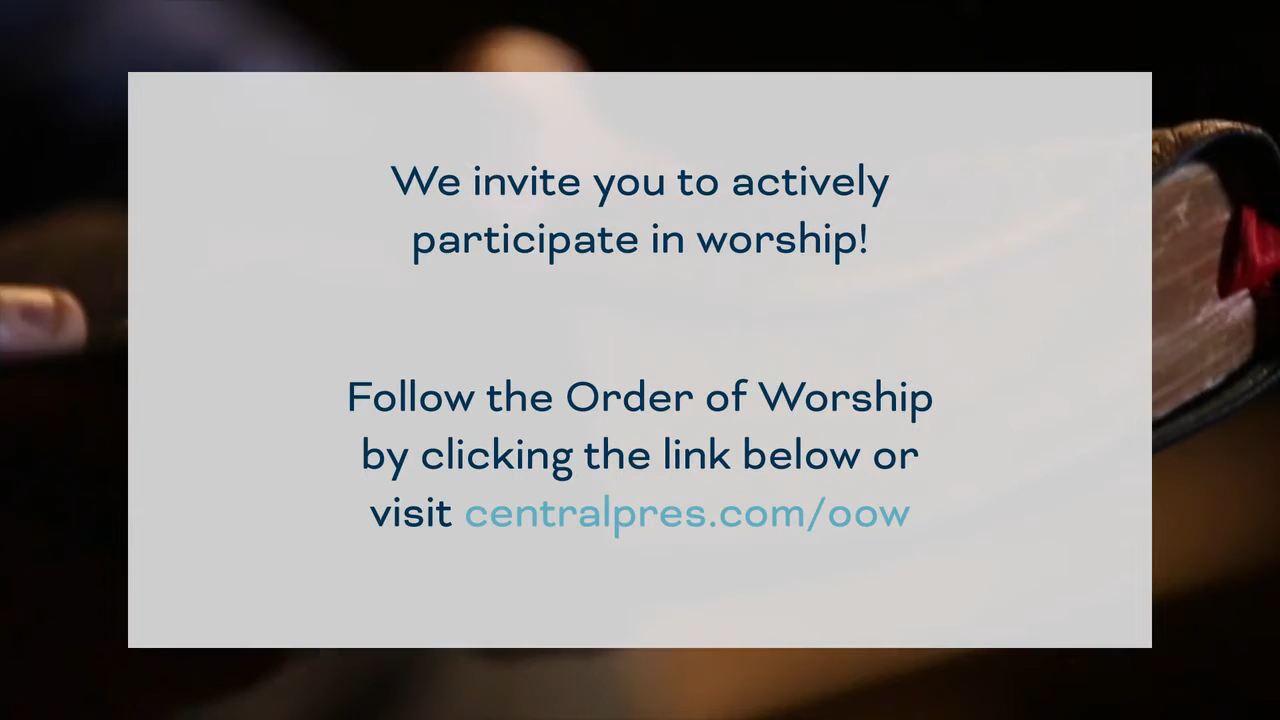 We invite you to actively
participate in worship!
Follow the Order of Worship
by clicking the link below or
visit centralpres.com/oow